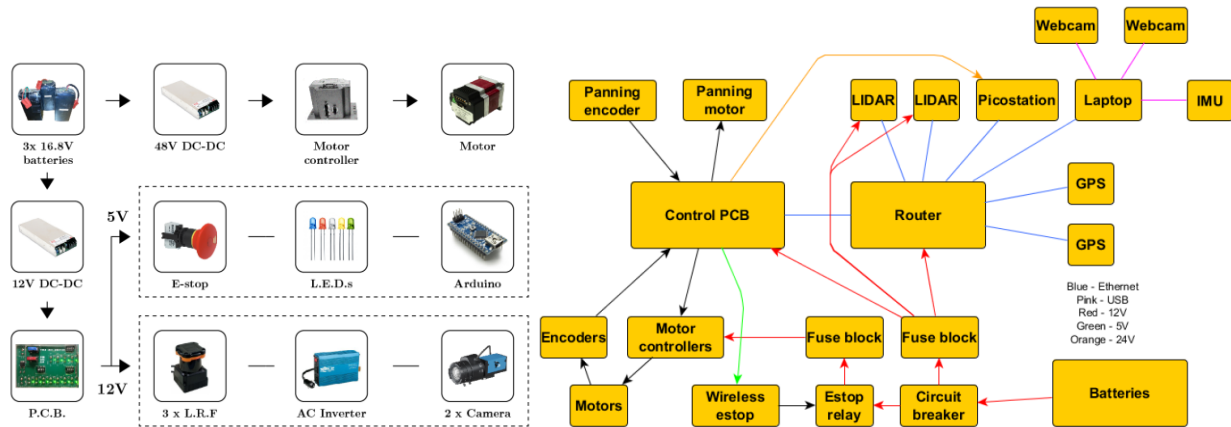 3x 16.8V
batteries
48V DC-DC
Motor
controller
Motor
12V DC-DC
5V
E-stop
L.E.D.s
Arduino
P.C.B.
12V
3 x L.R.F
AC Inverter
2 x Camera
Webcam
Webcam
Panning
encoder
Panning
motor
LIDAR
LIDAR
Picostation
Laptop
IMU
Control PCB
Router
GPS
GPS
Blue - Ethernet
Pink - USB
Red - 12V
Green - 5V
Orange - 24V
Encoders
Motor
controllers
Fuse block
Fuse block
Motors
Wireless
estop
Estop
relay
Circuit
breaker
Batteries